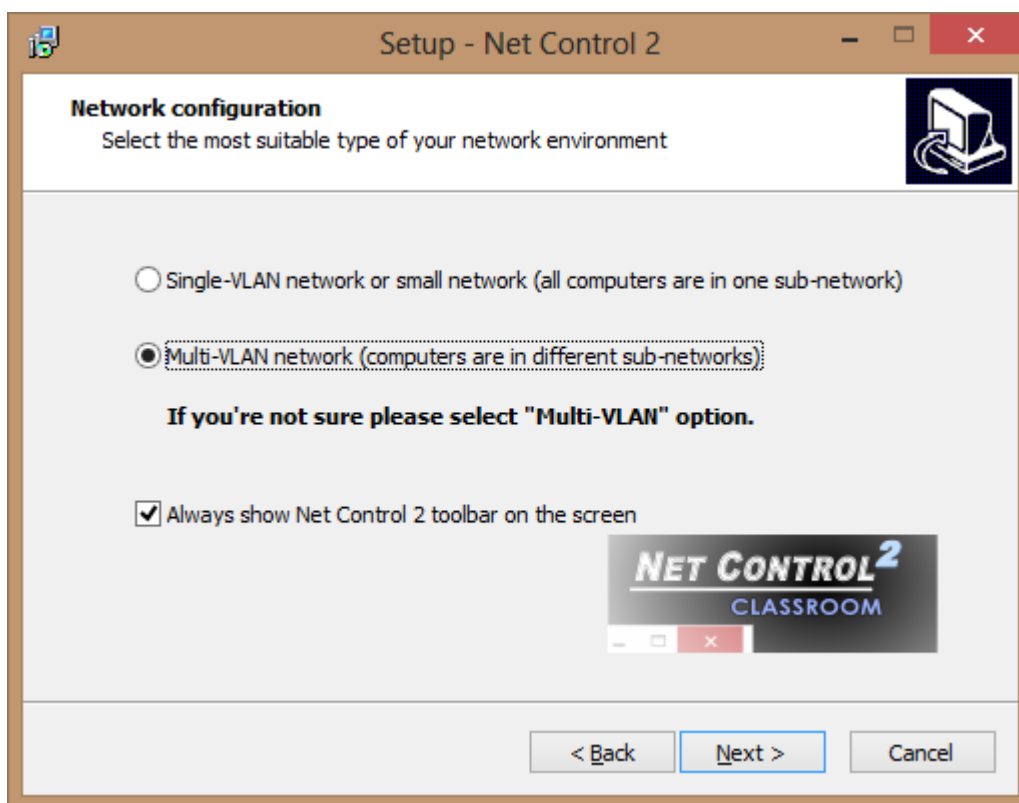 Setup - Net Control 2
Network configuration
Select the most suitable type of your network environment
Single-VLAN network or small network (all computers are in one sub-network)
Multi-VLAN network (computers are in different sub-networks)
If you're not sure please select "Multi-VLAN" option.
Always show Net Control 2 toolbar on the screen
NET CONTROL 2
CLASSROOM
< Back Next > Cancel